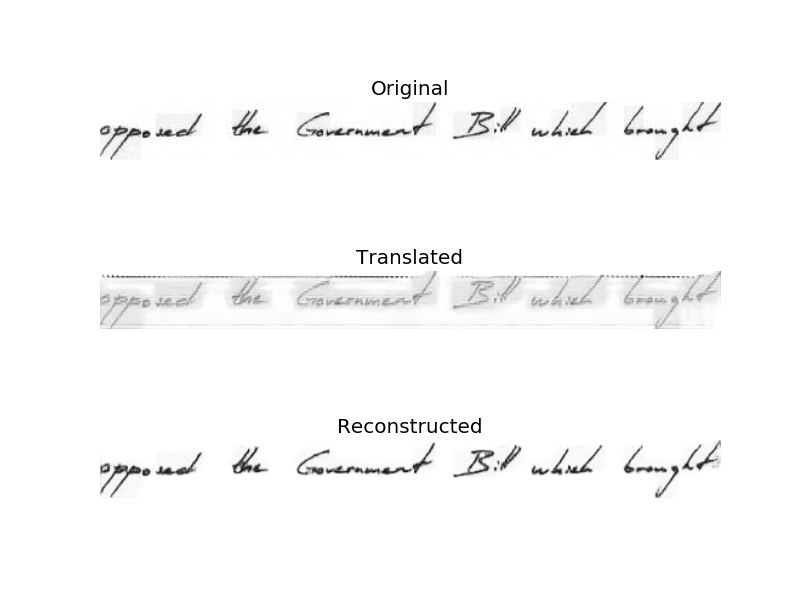 Original
opposed the Government Bill which brought
Translated
opposed the Government Bill which brought
Reconstructed
opposed the Government Bill which brought